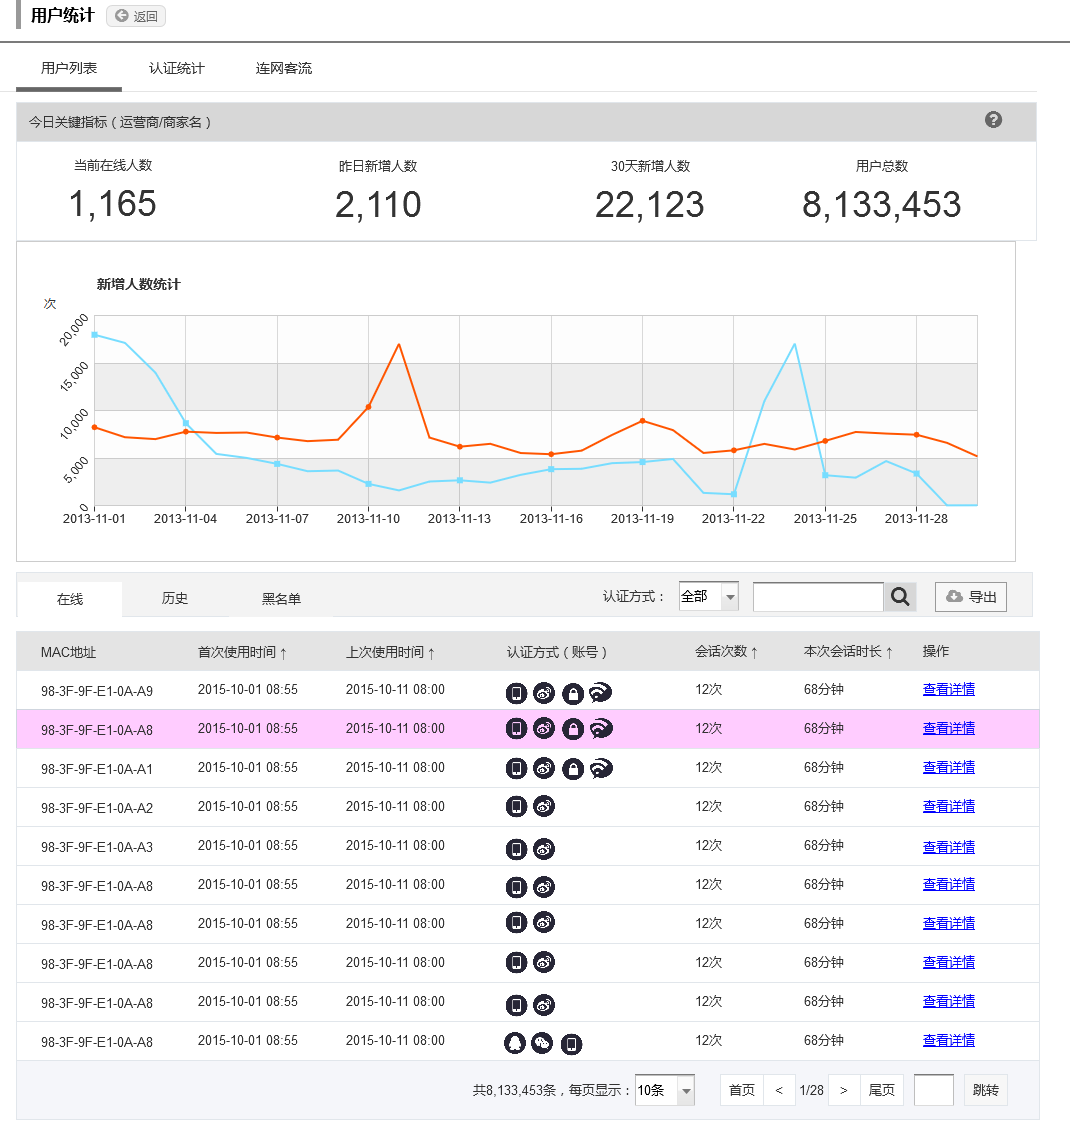 用户统计 返回
用户列表 认证统计 连网客流
今日关键指标（运营商/商家名） ?
当前在线人数 昨日新增人数 30天新增人数 用户总数
1,165 2,110 22,123 8,133,453
新增人数统计
次
20,000
15,000
10,000
5,000
0
2013-11-01 2013-11-04 2013-11-07 2013-11-10 2013-11-13 2013-11-16 2013-11-19 2013-11-22 2013-11-25 2013-11-28
在线 历史 黑名单 认证方式： 全部 导出
MAC地址 首次使用时间↑ 上次使用时间↑ 认证方式（账号） 会话次数↑ 本次会话时长↑ 操作
98-3F-9F-E1-0A-A9 2015-10-01 08:55 2015-10-11 08:00 12次 68分钟 查看详情
98-3F-9F-E1-0A-A8 2015-10-01 08:55 2015-10-11 08:00 12次 68分钟 查看详情
98-3F-9F-E1-0A-A1 2015-10-01 08:55 2015-10-11 08:00 12次 68分钟 查看详情
98-3F-9F-E1-0A-A2 2015-10-01 08:55 2015-10-11 08:00 12次 68分钟 查看详情
98-3F-9F-E1-0A-A3 2015-10-01 08:55 2015-10-11 08:00 12次 68分钟 查看详情
98-3F-9F-E1-0A-A8 2015-10-01 08:55 2015-10-11 08:00 12次 68分钟 查看详情
98-3F-9F-E1-0A-A8 2015-10-01 08:55 2015-10-11 08:00 12次 68分钟 查看详情
98-3F-9F-E1-0A-A8 2015-10-01 08:55 2015-10-11 08:00 12次 68分钟 查看详情
98-3F-9F-E1-0A-A8 2015-10-01 08:55 2015-10-11 08:00 12次 68分钟 查看详情
98-3F-9F-E1-0A-A8 2015-10-01 08:55 2015-10-11 08:00 12次 68分钟 查看详情
共8,133,453条，每页显示： 10条 首页 < 1/28 > 尾页 跳转